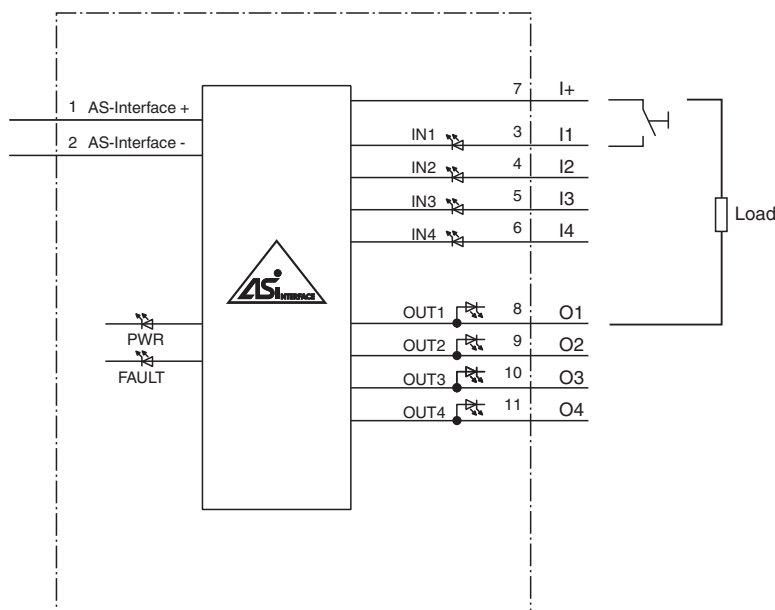 7 I+
1 AS-Interface +
IN1 3 I1
2 AS-Interface -
IN2 4 I2
IN3 5 I3
Load
IN4 6 I4
ASi INTERFACE
OUT1 8 O1
PWR
OUT2 9 O2
FAULT
OUT3 10 O3
OUT4 11 O4